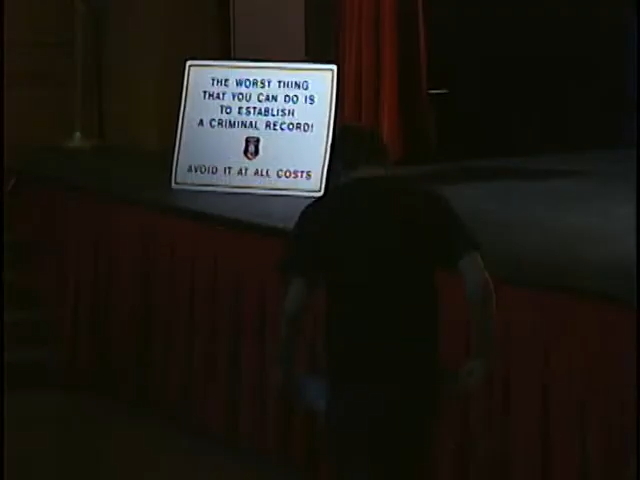 THE WORST THING
THAT YOU CAN DO IS
TO ESTABLISH
A CRIMINAL RECORD!
AVOID IT AT ALL COSTS